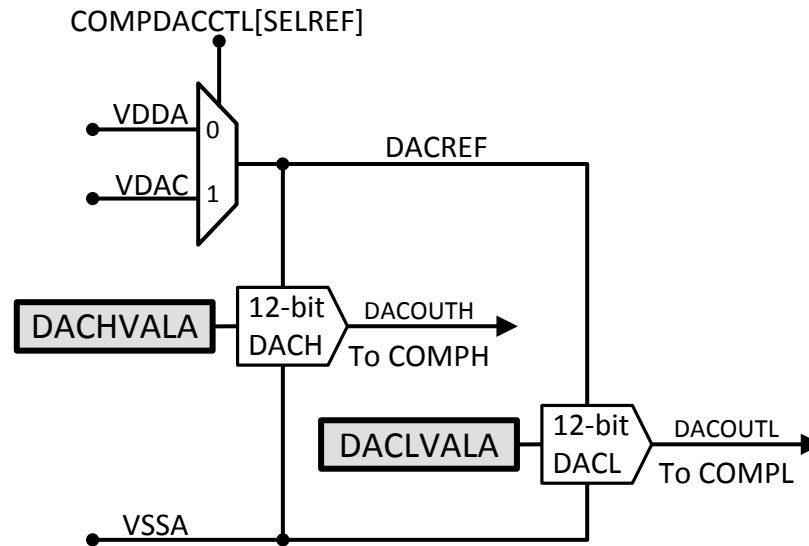 COMPDACCTL[SELREF]
VDDA
0
DACREF
VDAC
1
DACHVALA
12-bit
DACH
DACOUTH
To COMPH
DACLVALA
12-bit
DACL
DACOUTL
To COMPL
VSSA